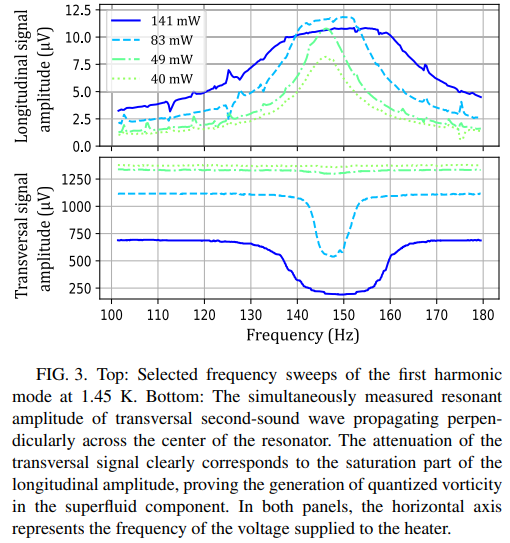 12.5
10.0
7.5
5.0
2.5
0.0
Longitudinal signal
amplitude (μV)
141 mW
83 mW
49 mW
40 mW
1250
1000
750
500
250
Transversal signal
amplitude (μV)
100 110 120 130 140 150 160 170 180
Frequency (Hz)
FIG. 3. Top: Selected frequency sweeps of the first harmonic
mode at 1.45 K. Bottom: The simultaneously measured resonant
amplitude of transversal second-sound wave propagating perpen-
dicularly across the center of the resonator. The attenuation of the
transversal signal clearly corresponds to the saturation part of the
longitudinal amplitude, proving the generation of quantized vorticity
in the superfluid component. In both panels, the horizontal axis
represents the frequency of the voltage supplied to the heater.